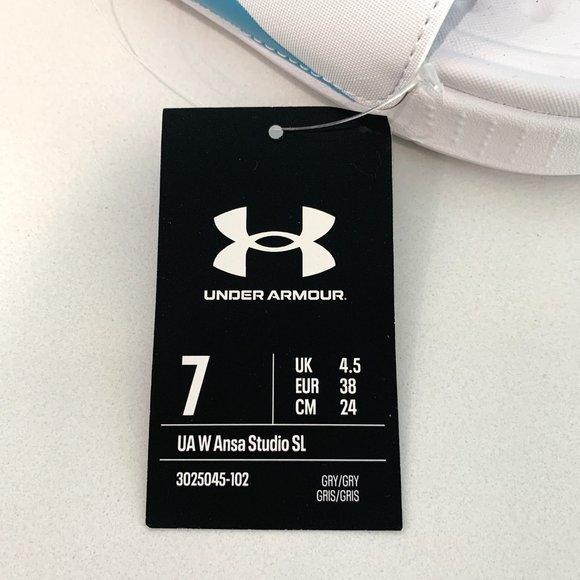 UNDER ARMOUR.
7
UK 4.5
EUR 38
CM 24
UA W Ansa Studio SL
3025045-102
GRY/GRY
GRIS/GRIS